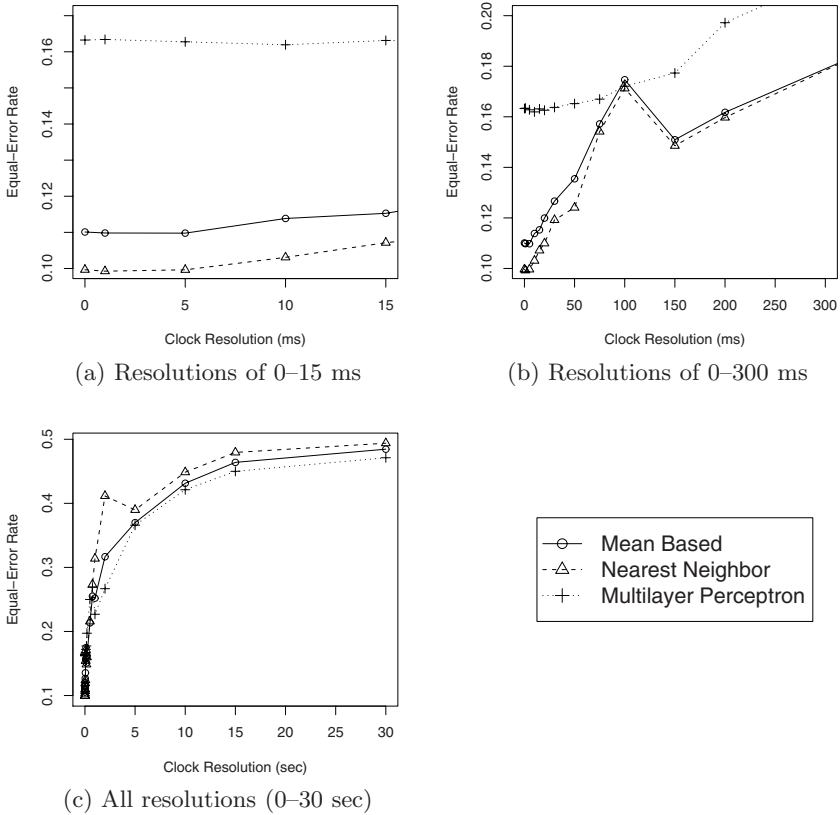 Equal−Error Rate
0.16
0.14
0.12
0.10
0
5
10
15
Clock Resolution (ms)
(a) Resolutions of 0–15 ms
Equal−Error Rate
0.20
0.18
0.16
0.14
0.12
0.10
0
50
100
150
200
250
300
Clock Resolution (ms)
(b) Resolutions of 0–300 ms
Equal−Error Rate
0.5
0.4
0.3
0.2
0.1
0
5
10
15
20
25
30
Clock Resolution (sec)
(c) All resolutions (0–30 sec)
Mean Based
Nearest Neighbor
Multilayer Perceptron